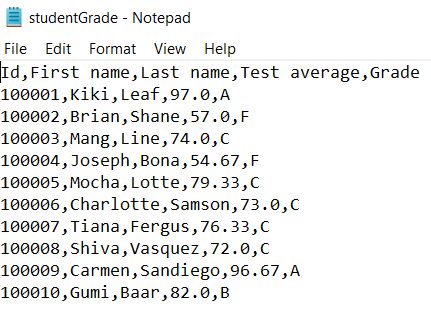 studentGrade - Notepad
File Edit Format View Help
Id,First name,Last name,Test average,Grade
100001,Kiki,Leaf,97.0,A
100002,Brian,Shane,57.0,F
100003,Mang,Line,74.0,C
100004,Joseph,Bona,54.67,F
100005,Mocha,Lotte,79.33,C
100006,Charlotte,Samson,73.0,C
100007,Tiana,Fergus,76.33,C
100008,Shiva,Vasquez,72.0,C
100009,Carmen,Sandiego,96.67,A
100010,Gumi,Baar,82.0,B